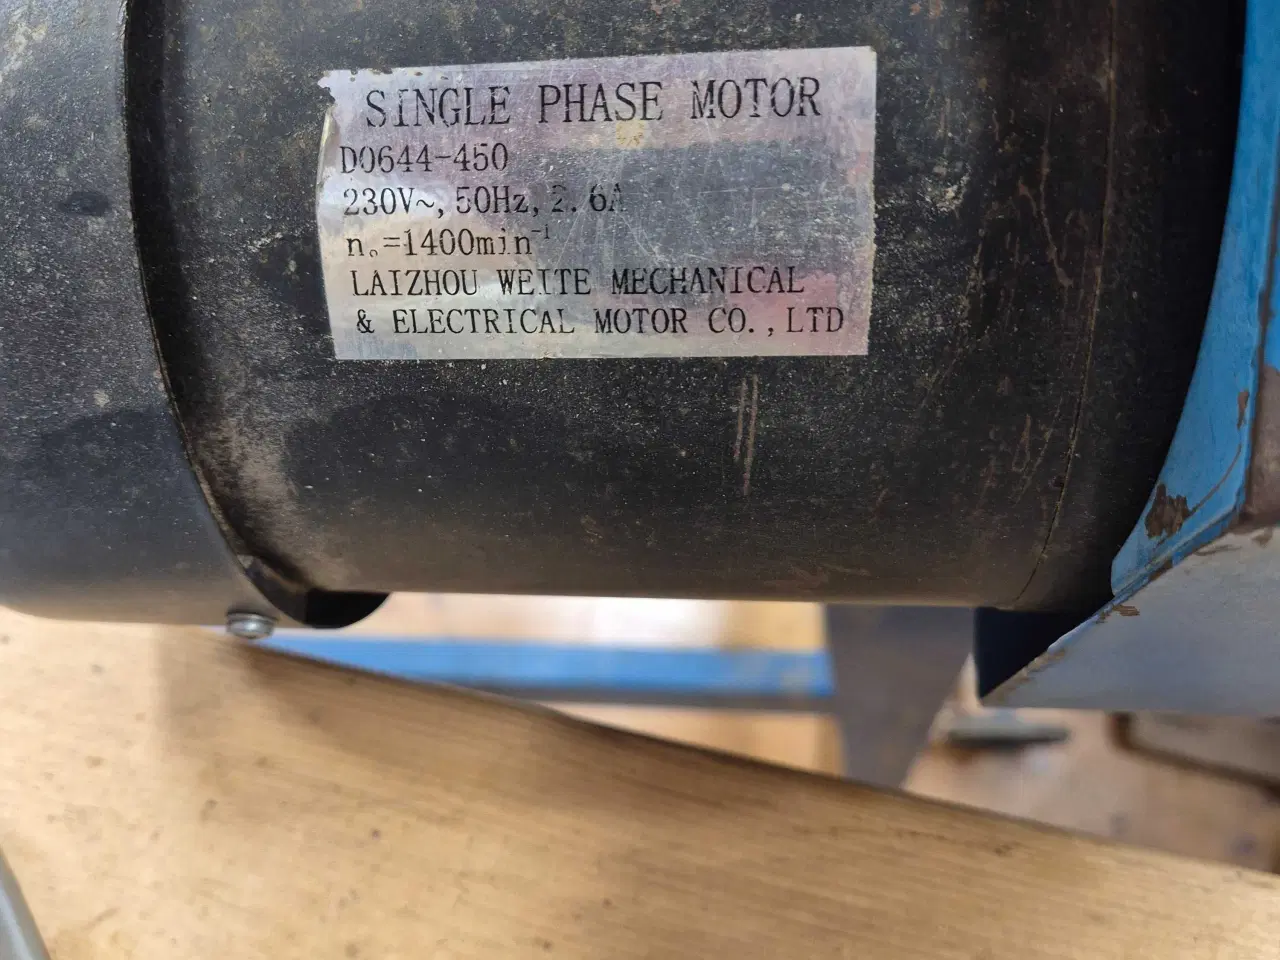 SINGLE PHASE MOTOR
D0644-450
230V~, 50Hz, 2.6A
n₀=1400min⁻¹
LAIZHOU WEITE MECHANICAL
& ELECTRICAL MOTOR CO., LTD